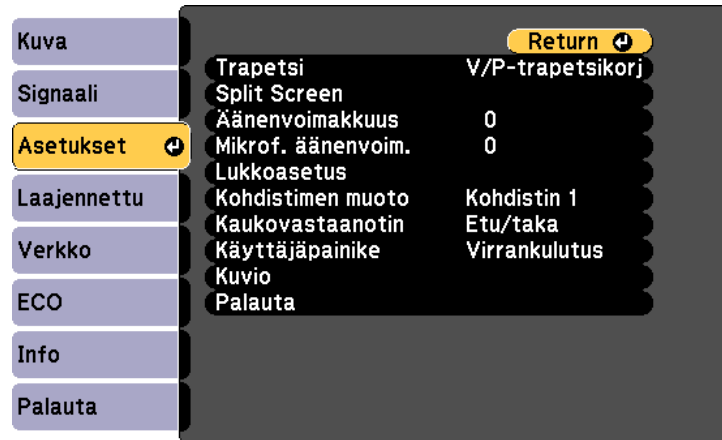 Kuva
Signaali
Asetukset
Laajennettu
Verkko
ECO
Info
Palauta
Return
Trapetsi V/P-trapetsikorj
Split Screen
Äänenvoimakkuus 0
Mikrof. äänenvoim. 0
Lukkoasetus
Kohdistimen muoto Kohdistin 1
Kaukovastaanotin Etu/taka
Käyttäjäpainike Virrankulutus
Kuvio
Palauta